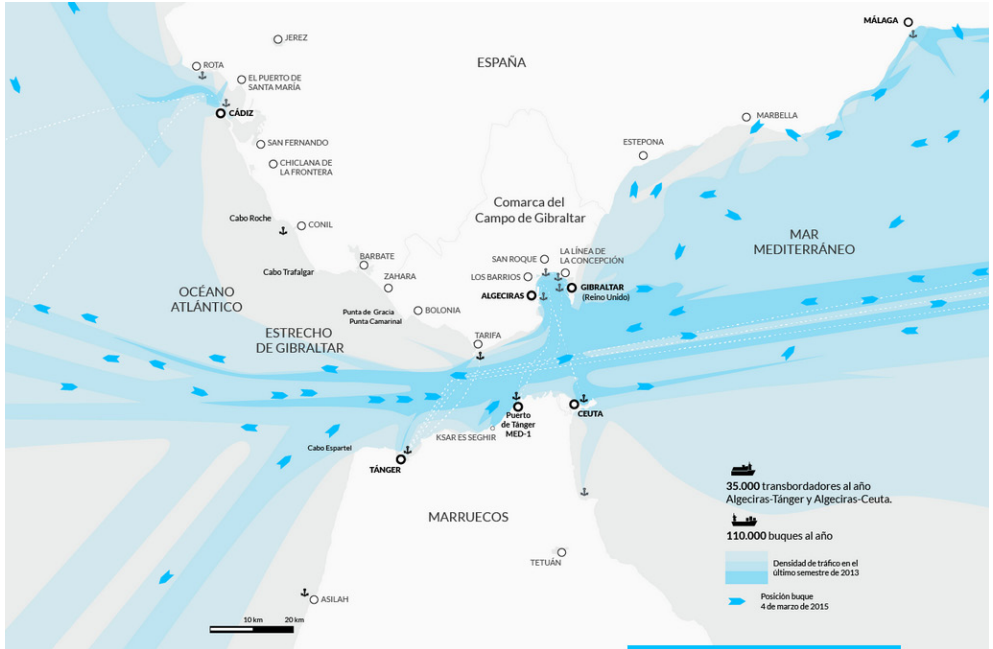 MÁLAGA
JEREZ
ESPAÑA
ROTA
EL PUERTO DE
SANTA MARÍA
CÁDIZ
MARBELLA
SAN FERNANDO
ESTEPONA
CHICLANA DE
LA FRONTERA
Comarca del
Campo de Gibraltar
Cabo Roche
CONIL
MAR
MEDITERRÁNEO
BARBATE
SAN ROQUE
LA LÍNEA DE
LA CONCEPCIÓN
Cabo Trafalgar
ZAHARA
LOS BARRIOS
OCÉANO
ATLÁNTICO
ALGECIRAS
GIBRALTAR
(Reino Unido)
Punta de Gracia
Punta Camarinal
BOLONIA
ESTRECHO
DE GIBRALTAR
TARIFA
Puerto
de Tánger
MED-1
CEUTA
KSAR ES SEGHIR
Cabo Espartel
TÁNGER
35.000 transbordadores al año
Algeciras-Tánger y Algeciras-Ceuta.
MARRUECOS
110.000 buques al año
TETUÁN
Densidad de tráfico en el
último semestre de 2013
Posición buque
4 de marzo de 2015
ASILAH
10 km
20 km